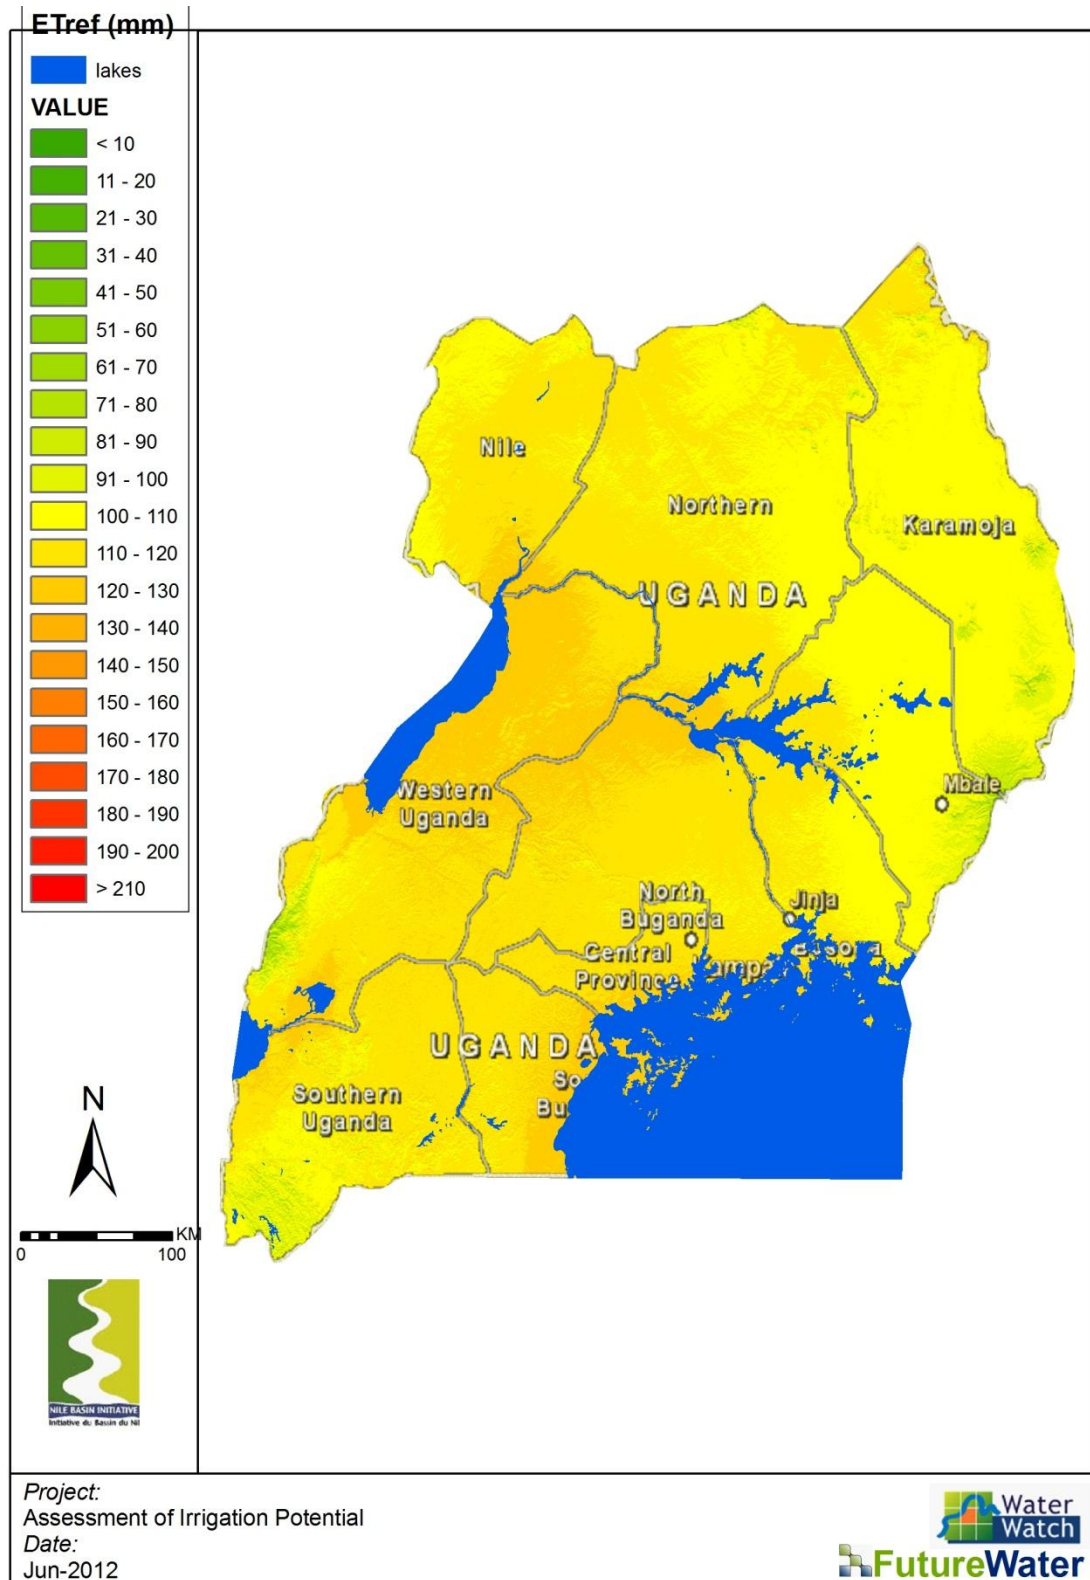 ETref (mm)
lakes
VALUE
< 10
11 - 20
21 - 30
31 - 40
41 - 50
51 - 60
61 - 70
71 - 80
81 - 90
91 - 100
100 - 110
110 - 120
120 - 130
130 - 140
140 - 150
150 - 160
160 - 170
170 - 180
180 - 190
190 - 200
> 210
Nile
Northern
Karamoja
UGANDA
Western
Uganda
Mbale
North
Buganda
Jinja
Central
Province
UGANDA
So
Bu
Southern
Uganda
N
KM
0 100
NILE BASIN INITIATIVE
Initiative du Bassin du Nil
Project:
Assessment of Irrigation Potential
Date:
Jun-2012
Water
Watch
FutureWater